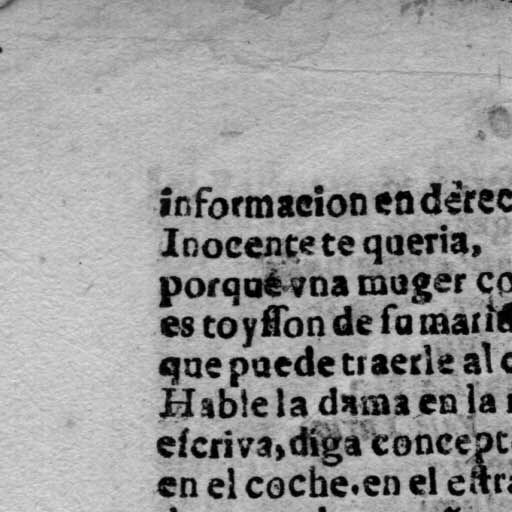 informacion en derec
Inocente te queria,
porque vna muger co
es toyſſon de ſu marid
que puede traerle al c
Hable la dama en la r
eſcriva, diga concept
en el coche. en el eſtra